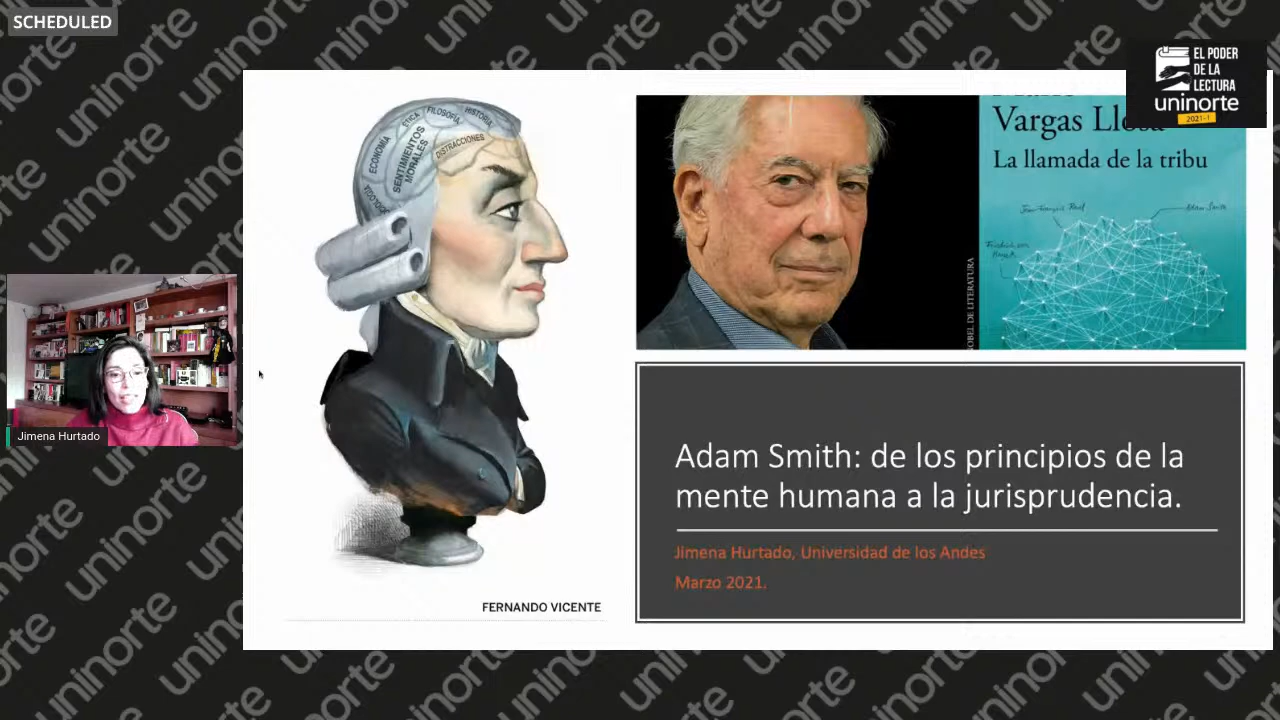 SCHEDULED
EL PODER
DE LA
LECTURA
uninorte
2021-1
ECONOMÍA
ÉTICA
FILOSOFÍA
HISTORIA
SENTIMIENTOS
MORALES
DISTRACCIONES
Vargas Llosa
La llamada de la tribu
Adam Smith
NOBEL DE LITERATURA
Jimena Hurtado
Adam Smith: de los principios de la
mente humana a la jurisprudencia.
Jimena Hurtado, Universidad de los Andes
Marzo 2021.
FERNANDO VICENTE
uninorte